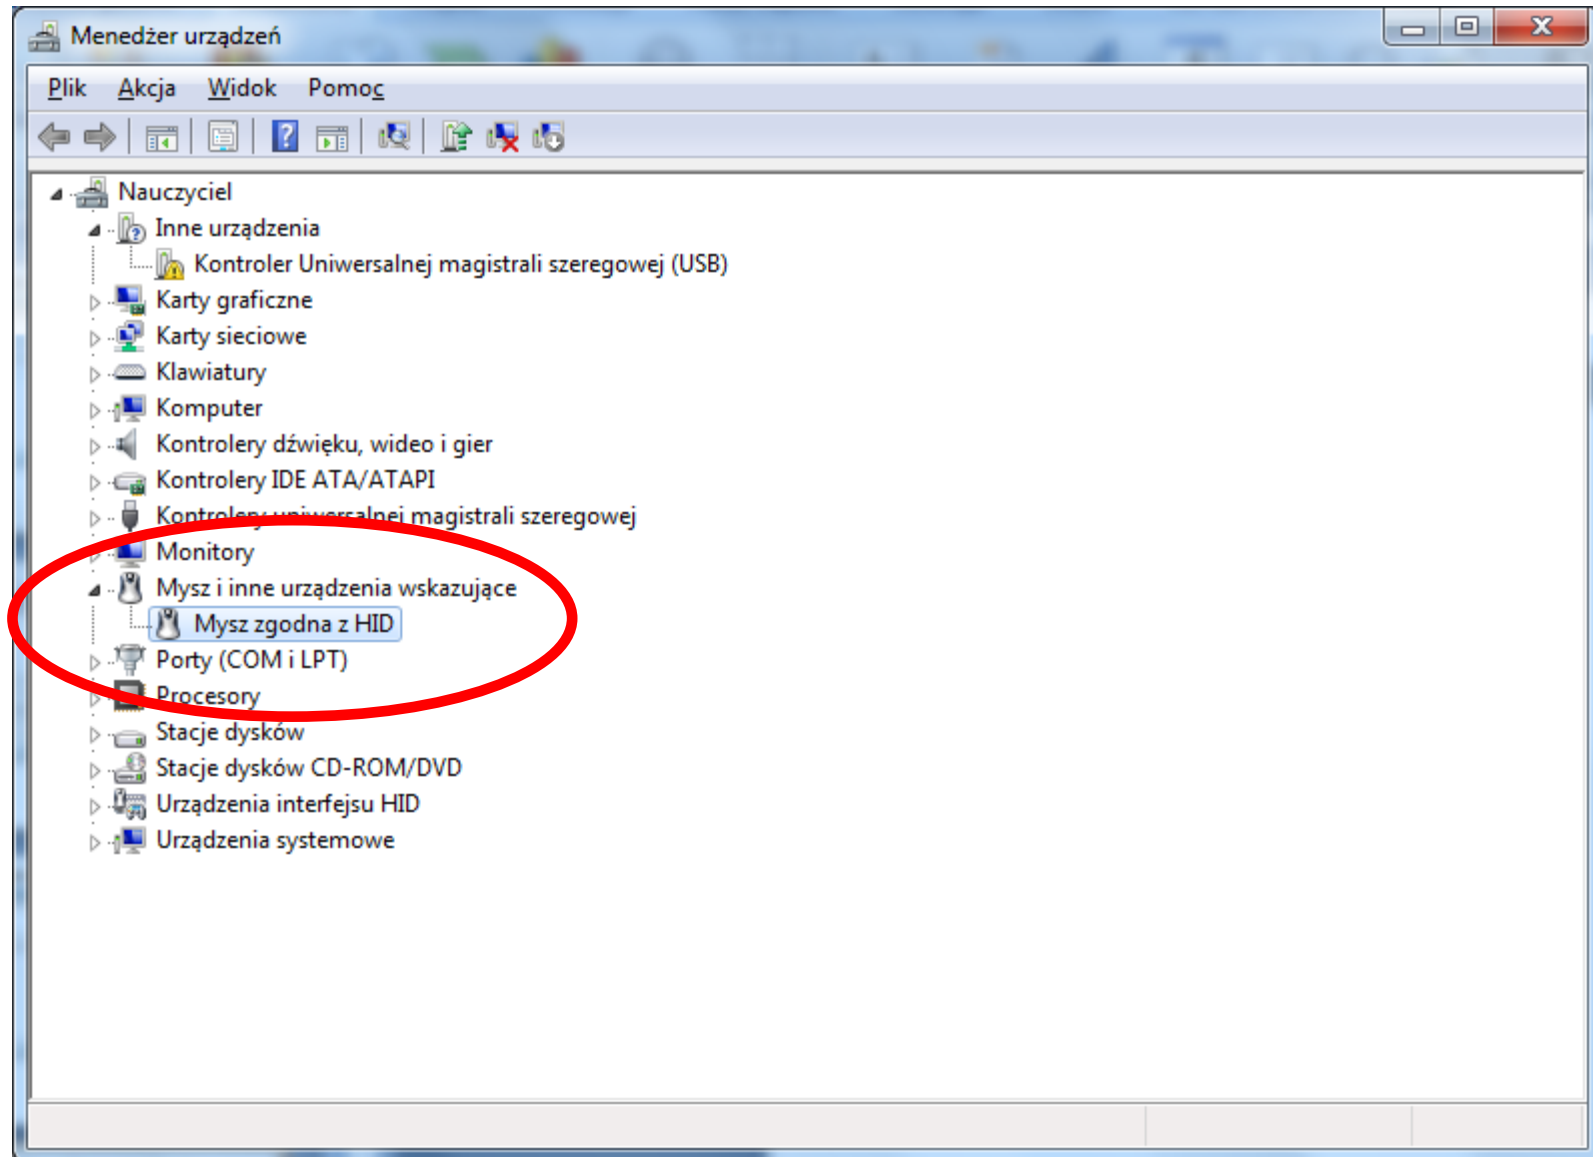 Menedżer urządzeń
Plik Akcja Widok Pomoc
Nauczyciel
Inne urządzenia
Kontroler Uniwersalnej magistrali szeregowej (USB)
Karty graficzne
Karty sieciowe
Klawiatury
Komputer
Kontrolery dźwięku, wideo i gier
Kontrolery IDE ATA/ATAPI
Kontrolery uniwersalnej magistrali szeregowej
Monitory
Mysz i inne urządzenia wskazujące
Mysz zgodna z HID
Porty (COM i LPT)
Procesory
Stacje dysków
Stacje dysków CD-ROM/DVD
Urządzenia interfejsu HID
Urządzenia systemowe